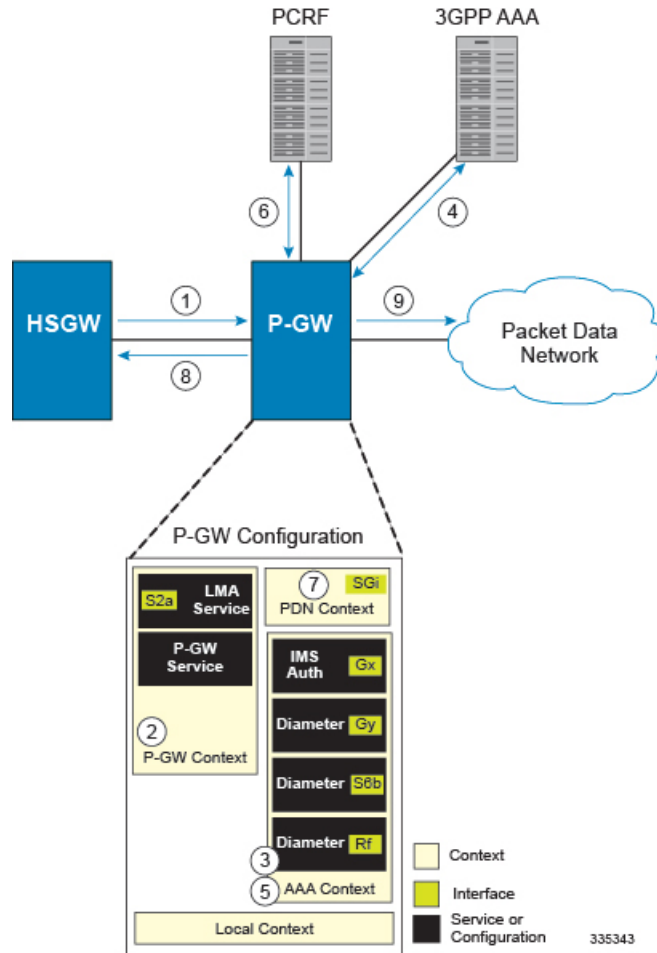 PCRF
3GPP AAA
6
4
HSGW
1
8
P-GW
9
Packet Data
Network
P-GW Configuration
S2a
LMA
Service
P-GW
Service
2
P-GW Context
7
SGi
PDN Context
IMS
Auth
Gx
Diameter
Gy
Diameter
S6b
Diameter
Rf
3
5
AAA Context
Local Context
Context
Interface
Service or
Configuration
335343